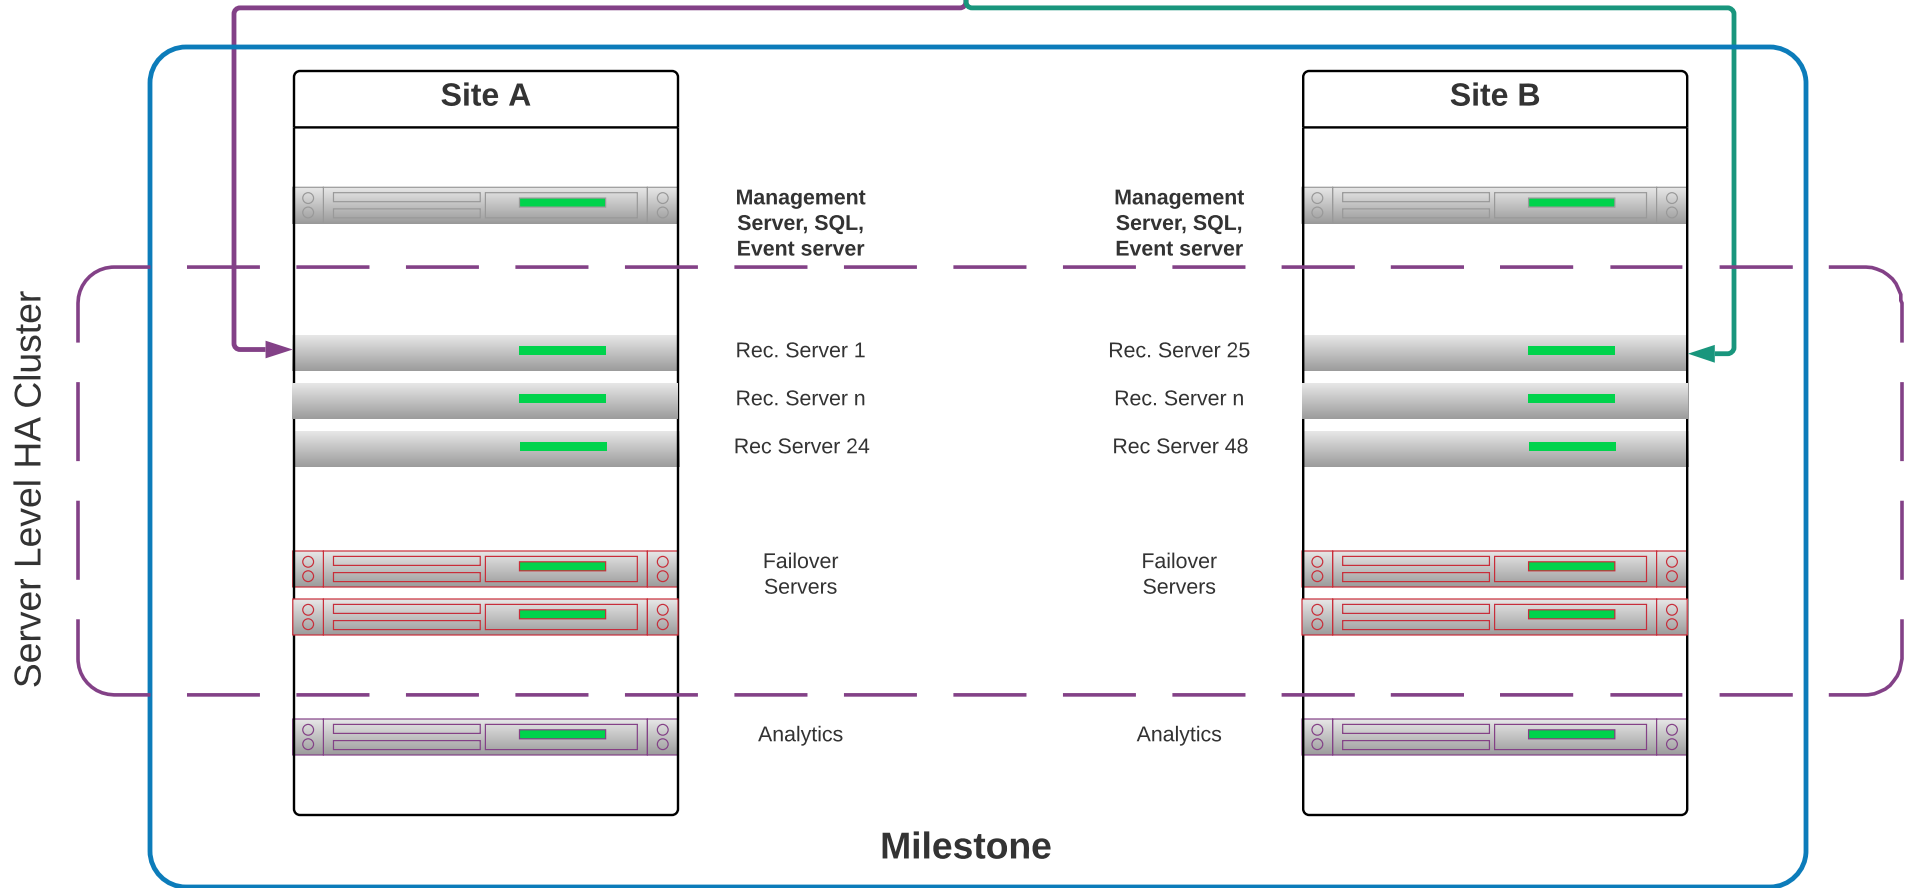 Site A
Site B
Management
Server, SQL,
Event server
Management
Server, SQL,
Event server
Server Level HA Cluster
Rec. Server 1
Rec. Server 25
Rec. Server n
Rec. Server n
Rec Server 24
Rec Server 48
Failover
Servers
Failover
Servers
Analytics
Analytics
Milestone